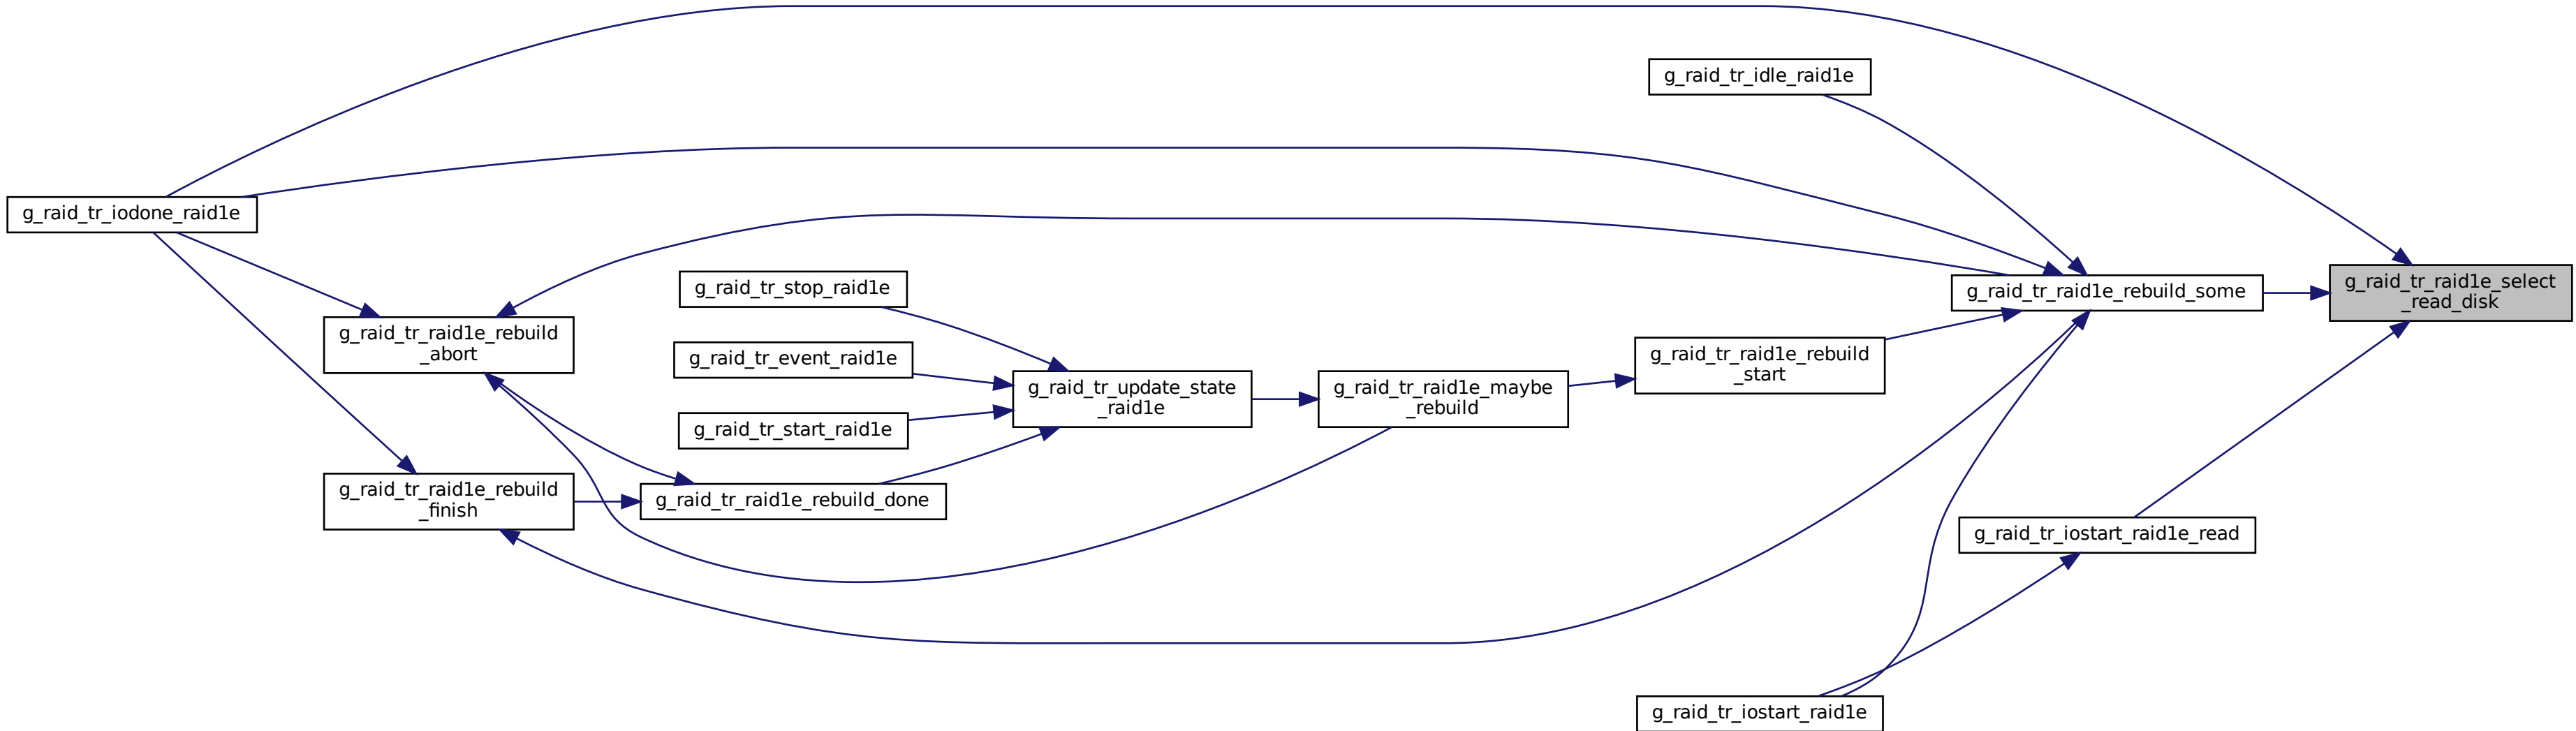 g_raid_tr_idle_raid1e
g_raid_tr_iodone_raid1e
g_raid_tr_raid1e_select
_read_disk
g_raid_tr_stop_raid1e
g_raid_tr_raid1e_rebuild_some
g_raid_tr_raid1e_rebuild
_abort
g_raid_tr_event_raid1e
g_raid_tr_raid1e_rebuild
_start
g_raid_tr_update_state
_raid1e
g_raid_tr_raid1e_maybe
_rebuild
g_raid_tr_start_raid1e
g_raid_tr_raid1e_rebuild
_finish
g_raid_tr_raid1e_rebuild_done
g_raid_tr_iostart_raid1e_read
g_raid_tr_iostart_raid1e